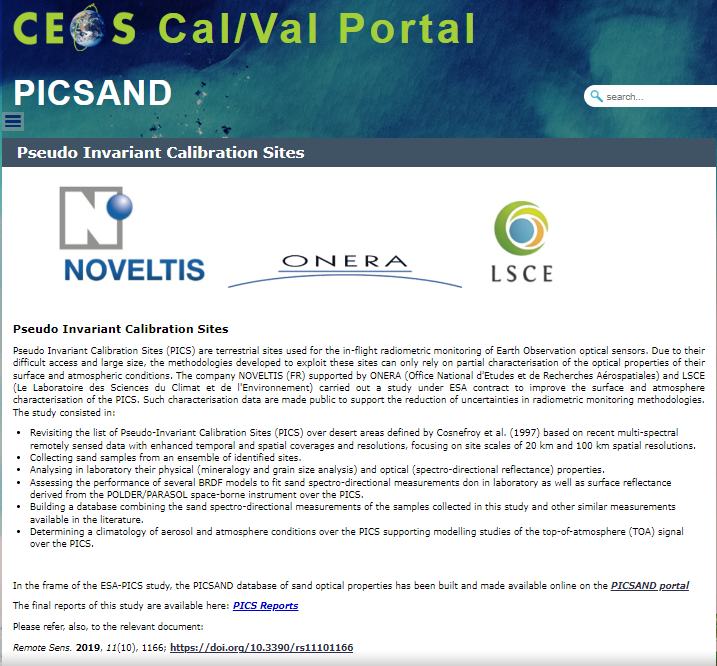 CEOS Cal/Val Portal
PICSAND
search...
Pseudo Invariant Calibration Sites
N
NOVELTIS
ONERA
LSCE
Pseudo Invariant Calibration Sites
Pseudo Invariant Calibration Sites (PICS) are terrestrial sites used for the in-flight radiometric monitoring of Earth Observation optical sensors. Due to their
difficult access and large size, the methodologies developed to exploit these sites can only rely on partial characterisation of the optical properties of their
surface and atmospheric conditions. The company NOVELTIS (FR) supported by ONERA (Office National d'Etudes et de Recherches Aérospatiales) and LSCE
(Le Laboratoire des Sciences du Climat et de l'Environnement) carried out a study under ESA contract to improve the surface and atmosphere
characterisation of the PICS. Such characterisation data are made public to support the reduction of uncertainties in radiometric monitoring methodologies.
The study consisted in:
• Revisiting the list of Pseudo-Invariant Calibration Sites (PICS) over desert areas defined by Cosnefroy et al. (1997) based on recent multi-spectral
remotely sensed data with enhanced temporal and spatial coverages and resolutions, focusing on site scales of 20 km and 100 km spatial resolutions.
• Collecting sand samples from an ensemble of identified sites.
• Analysing in laboratory their physical (mineralogy and grain size analysis) and optical (spectro-directional reflectance) properties.
• Assessing the performance of several BRDF models to fit sand spectro-directional measurements don in laboratory as well as surface reflectance
derived from the POLDER/PARASOL space-borne instrument over the PICS.
• Building a database combining the sand spectro-directional measurements of the samples collected in this study and other similar measurements
available in the literature.
• Determining a climatology of aerosol and atmosphere conditions over the PICS supporting modelling studies of the top-of-atmosphere (TOA) signal
over the PICS.
In the frame of the ESA-PICS study, the PICSAND database of sand optical properties has been built and made available online on the PICSAND portal
The final reports of this study are available here: PICS Reports
Please refer, also, to the relevant document:
Remote Sens. 2019, 11(10), 1166; https://doi.org/10.3390/rs11101166